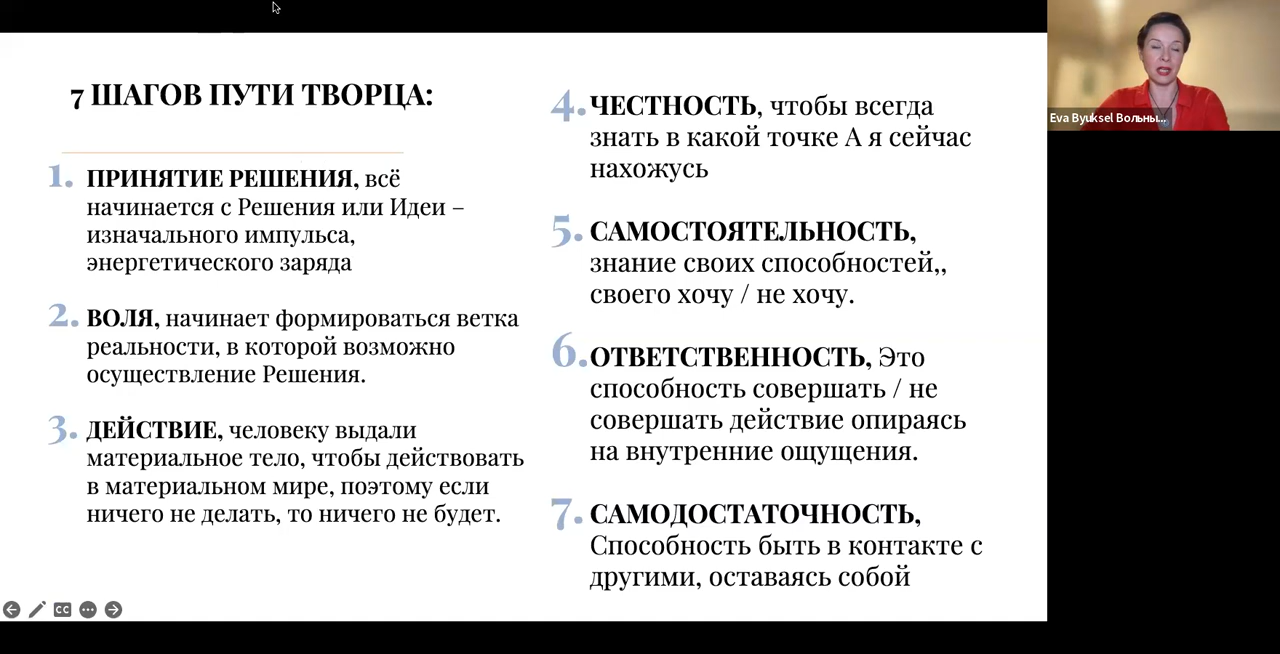 7 ШАГОВ ПУТИ ТВОРЦА:
1. ПРИНЯТИЕ РЕШЕНИЯ, всё
начинается с Решения или Идеи –
изначального импульса,
энергетического заряда
2. ВОЛЯ, начинает формироваться ветка
реальности, в которой возможно
осуществление Решения.
3. ДЕЙСТВИЕ, человеку выдали
материальное тело, чтобы действовать
в материальном мире, поэтому если
ничего не делать, то ничего не будет.
4. ЧЕСТНОСТЬ, чтобы всегда
знать в какой точке А я сейчас
нахожусь
5. САМОСТОЯТЕЛЬНОСТЬ,
знание своих способностей,,
своего хочу / не хочу.
6. ОТВЕТСТВЕННОСТЬ, Это
способность совершать / не
совершать действие опираясь
на внутренние ощущения.
7. САМОДОСТАТОЧНОСТЬ,
Способность быть в контакте с
другими, оставаясь собой
Eva Byuksel Вольны...
CC